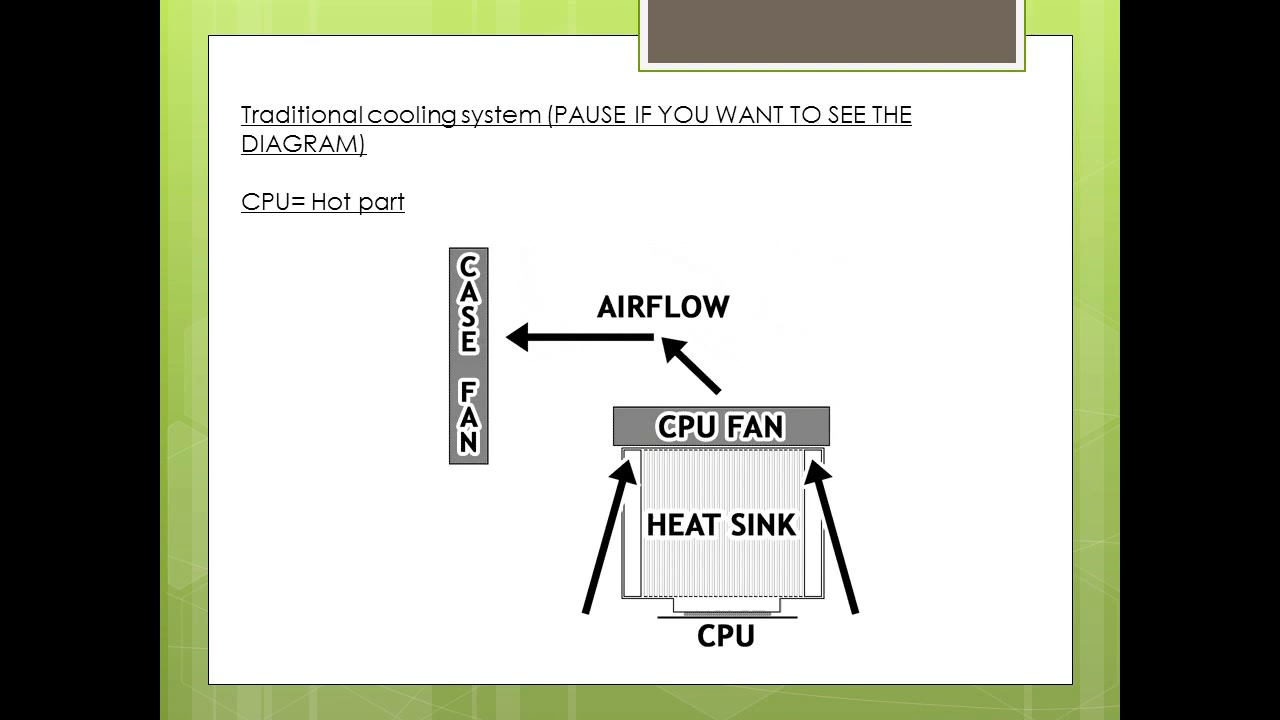 Traditional cooling system (PAUSE IF YOU WANT TO SEE THE
DIAGRAM)
CPU= Hot part
CASE FAN
AIRFLOW
CPU FAN
HEAT SINK
CPU